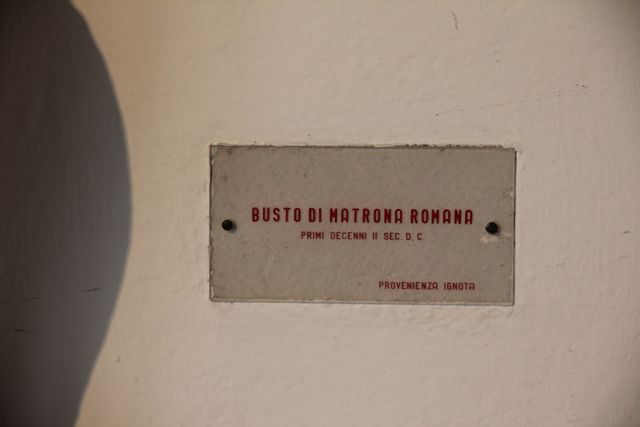 BUSTO DI MATRONA ROMANA
PRIMI DECENNI II SEC. D. C.
PROVENIENZA IGNOTA